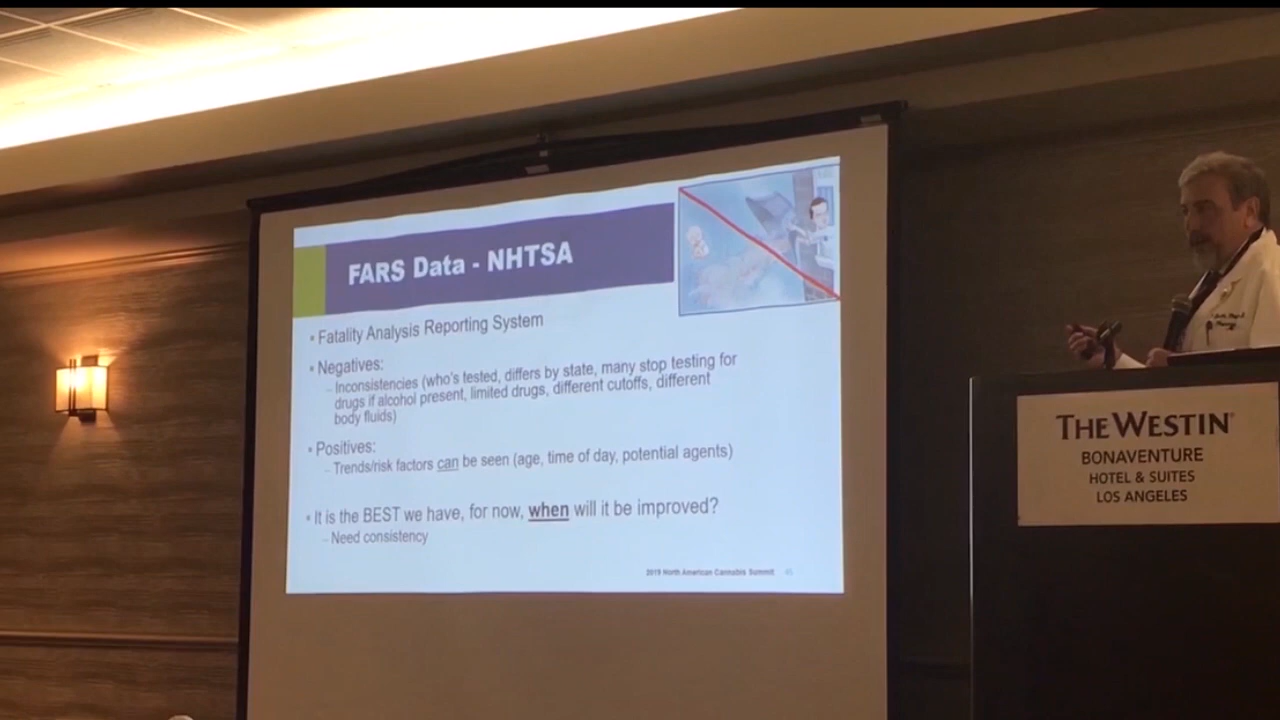 FARS Data - NHTSA
Fatality Analysis Reporting System
Negatives:
Inconsistencies (who's tested, differs by state, many stop testing for
drugs if alcohol present, limited drugs, different cutoffs, different
body fluids)
Positives:
Trends/risk factors can be seen (age, time of day, potential agents)
It is the BEST we have, for now, when will it be improved?
Need consistency
2019 North American Cannabis Summit
THE WESTIN
BONAVENTURE
HOTEL & SUITES
LOS ANGELES